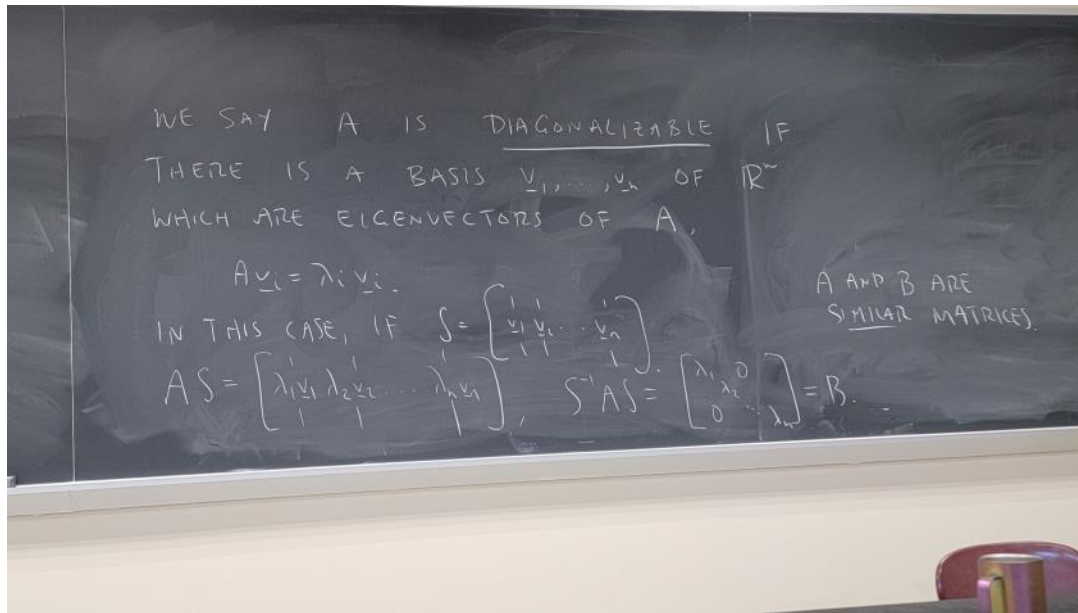 WE SAY A IS DIAGONALIZABLE IF
THERE IS A BASIS v₁, ..., vₙ OF ℝⁿ
WHICH ARE EIGENVECTORS OF A,
Avᵢ = λᵢ vᵢ.
IN THIS CASE, IF S = [v₁ v₂ ... vₙ].
AS = [λ₁v₁ λ₂v₂ ... λₙvₙ], S⁻¹AS = [λ₁ 0 λ₂ 0 ... λₙ] = B.
A AND B ARE
SIMILAR MATRICES.